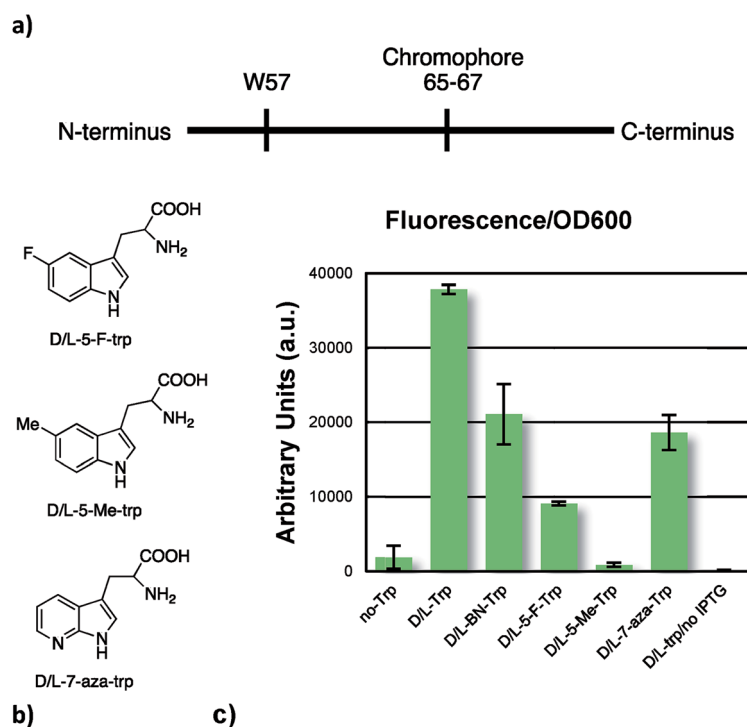 a)
Chromophore
W57 65-67
N-terminus C-terminus
COOH
F
NH2
N
H
D/L-5-F-trp
COOH
Me
NH2
N
H
D/L-5-Me-trp
COOH
NH2
N N
H
D/L-7-aza-trp
b)
Fluorescence/OD600
Arbitrary Units (a.u.)
40000
30000
20000
10000
0
no-Trp
D/L-Trp
D/L-BN-Trp
D/L-5-F-Trp
D/L-5-Me-Trp
D/L-7-aza-Trp
D/L-trp/no IPTG
c)